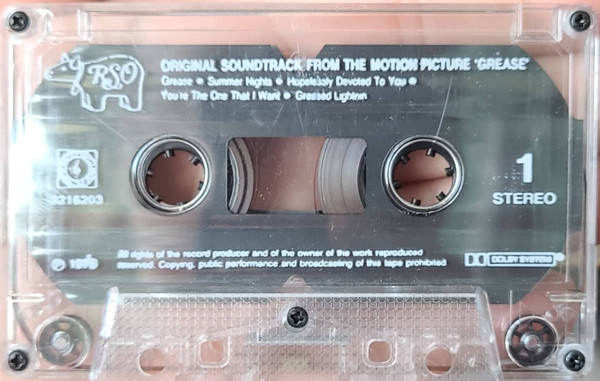 RSO
ORIGINAL SOUNDTRACK FROM THE MOTION PICTURE 'GREASE'
Grease • Summer Nights • Hopelessly Devoted To You •
You're The One That I Want • Greased Lightnin
1
STEREO
3216203
℗ 1978
All rights of the record producer and of the owner of the work reproduced
reserved. Copying, public performance and broadcasting of this tape prohibited
DOLBY SYSTEM